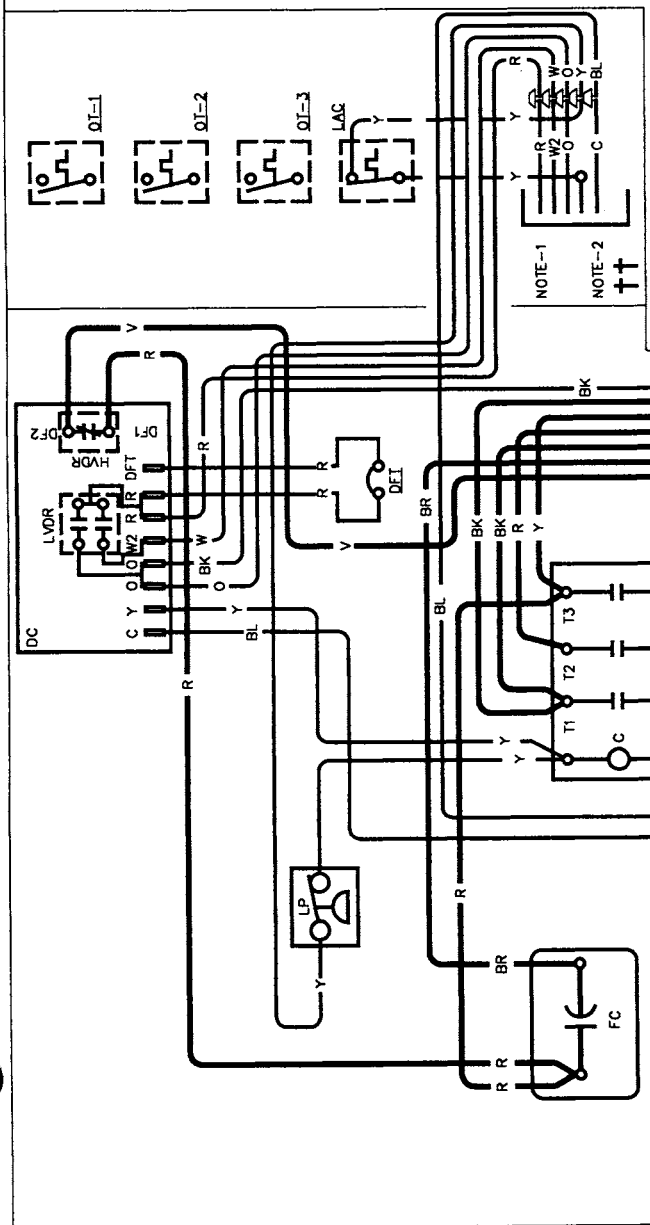 OT-1
OT-2
OT-3
LAC
Y
Y
Y
Y
R
W
O
Y
BL
R
W2
O
C
NOTE-1
NOTE-2
V
R
DF2
DF1
HVDR
LVDR
DFT
R
R
W2
O
O
Y
C
DC
R
W
BK
O
Y
BL
R
R
DFT
V
BR
BL
BK
BK
BK
R
Y
T3
T2
T1
C
Y
Y
R
LP
Y
R
BR
R
R
FC